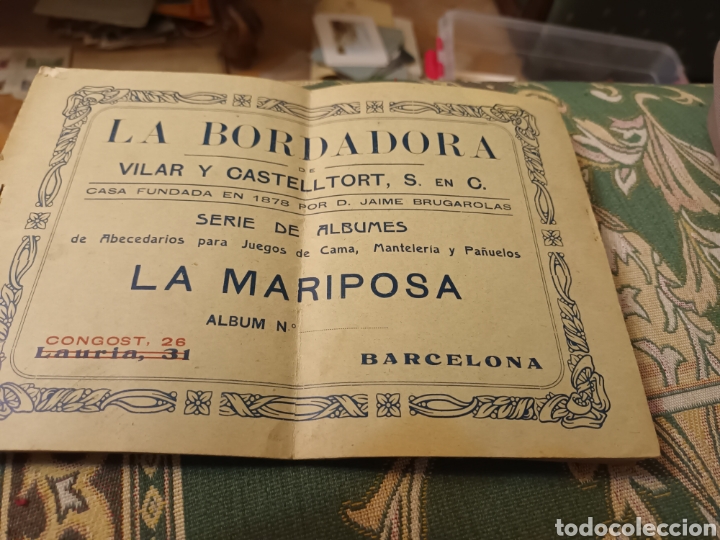 LA BORDADORA
DE
VILAR Y CASTELLTORT, S. EN C.
CASA FUNDADA EN 1878 POR D. JAIME BRUGAROLAS
SERIE DE ALBUMES
de Abecedarios para Juegos de Cama, Mantelería y Pañuelos
LA MARIPOSA
ALBUM N.º
CONGOST, 26
Lauria, 31
BARCELONA
todocoleccion